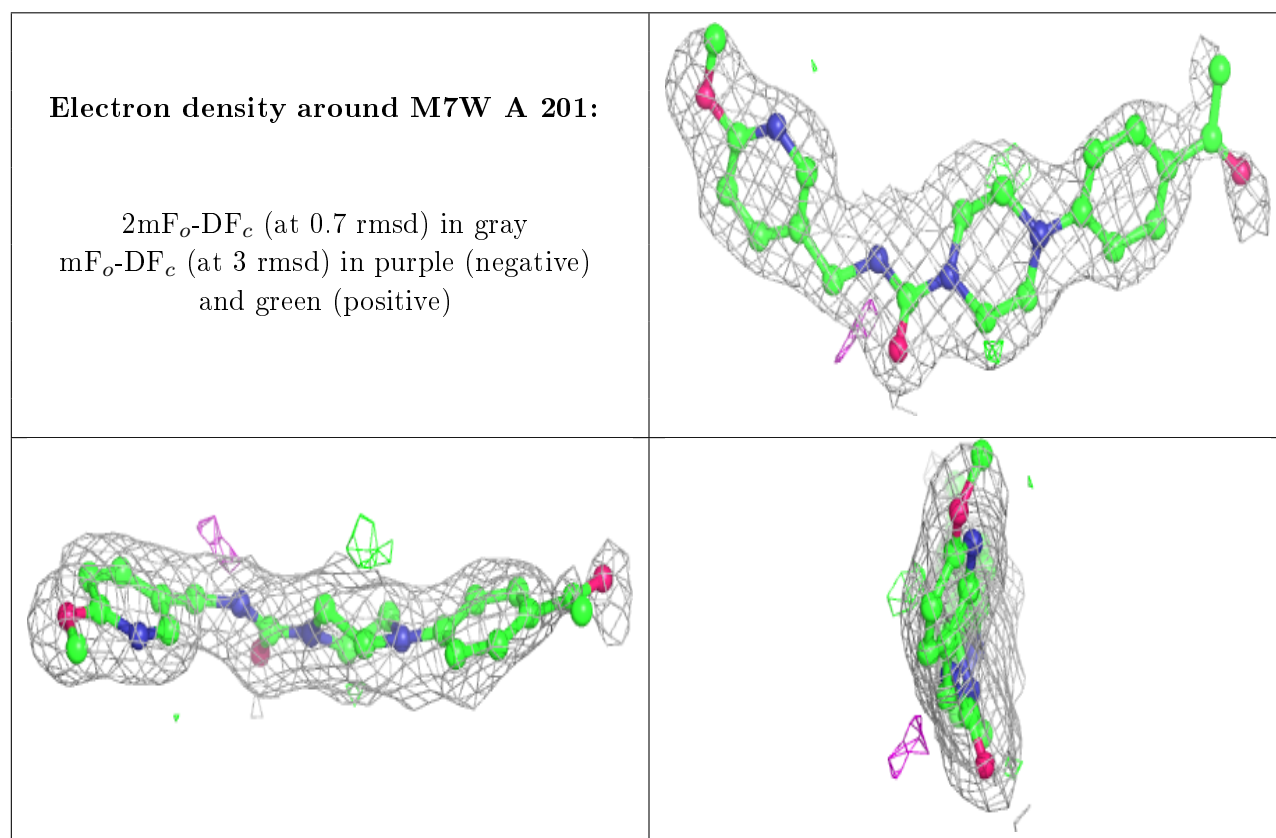 Electron density around M7W A 201:
2mFo-DFc (at 0.7 rmsd) in gray
mFo-DFc (at 3 rmsd) in purple (negative)
and green (positive)